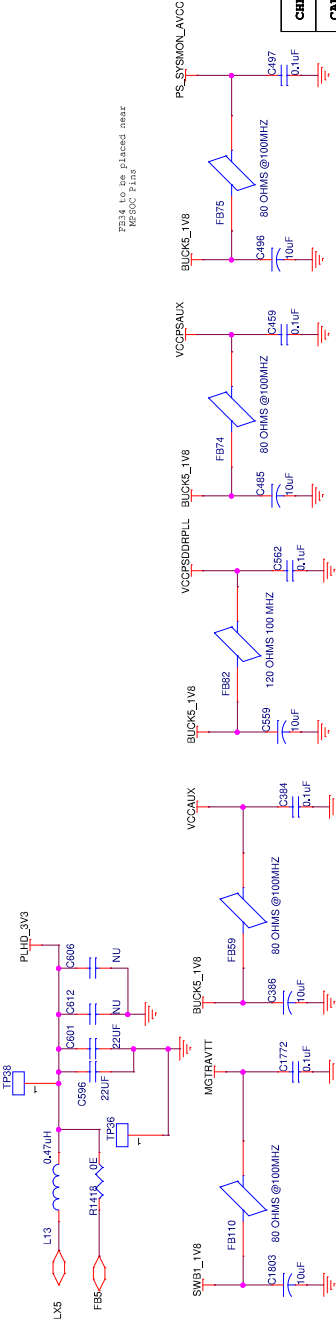 TP38
1
PLHD_3V3
L13
0.47uH
LX5
FB5
R1418
0E
TP36
1
C596
22UF
C601
22UF
C612
NU
C606
NU
FB34 to be placed near
MPSOC Pins
SWB1_1V8
FB110
80 OHMS @100MHZ
C1803
10uF
MGTRAVTT
C1772
0.1uF
BUCK5_1V8
FB59
80 OHMS @100MHZ
C386
10uF
VCCAUX
C384
0.1uF
BUCK5_1V8
FB82
120 OHMS 100 MHZ
C559
10uF
VCCPSDDRPLL
C562
0.1uF
BUCK5_1V8
FB74
80 OHMS @100MHZ
C485
10uF
VCCPSAUX
C459
0.1uF
BUCK5_1V8
FB75
80 OHMS @100MHZ
C496
10uF
PS_SYSMON_AVCC
C497
0.1uF